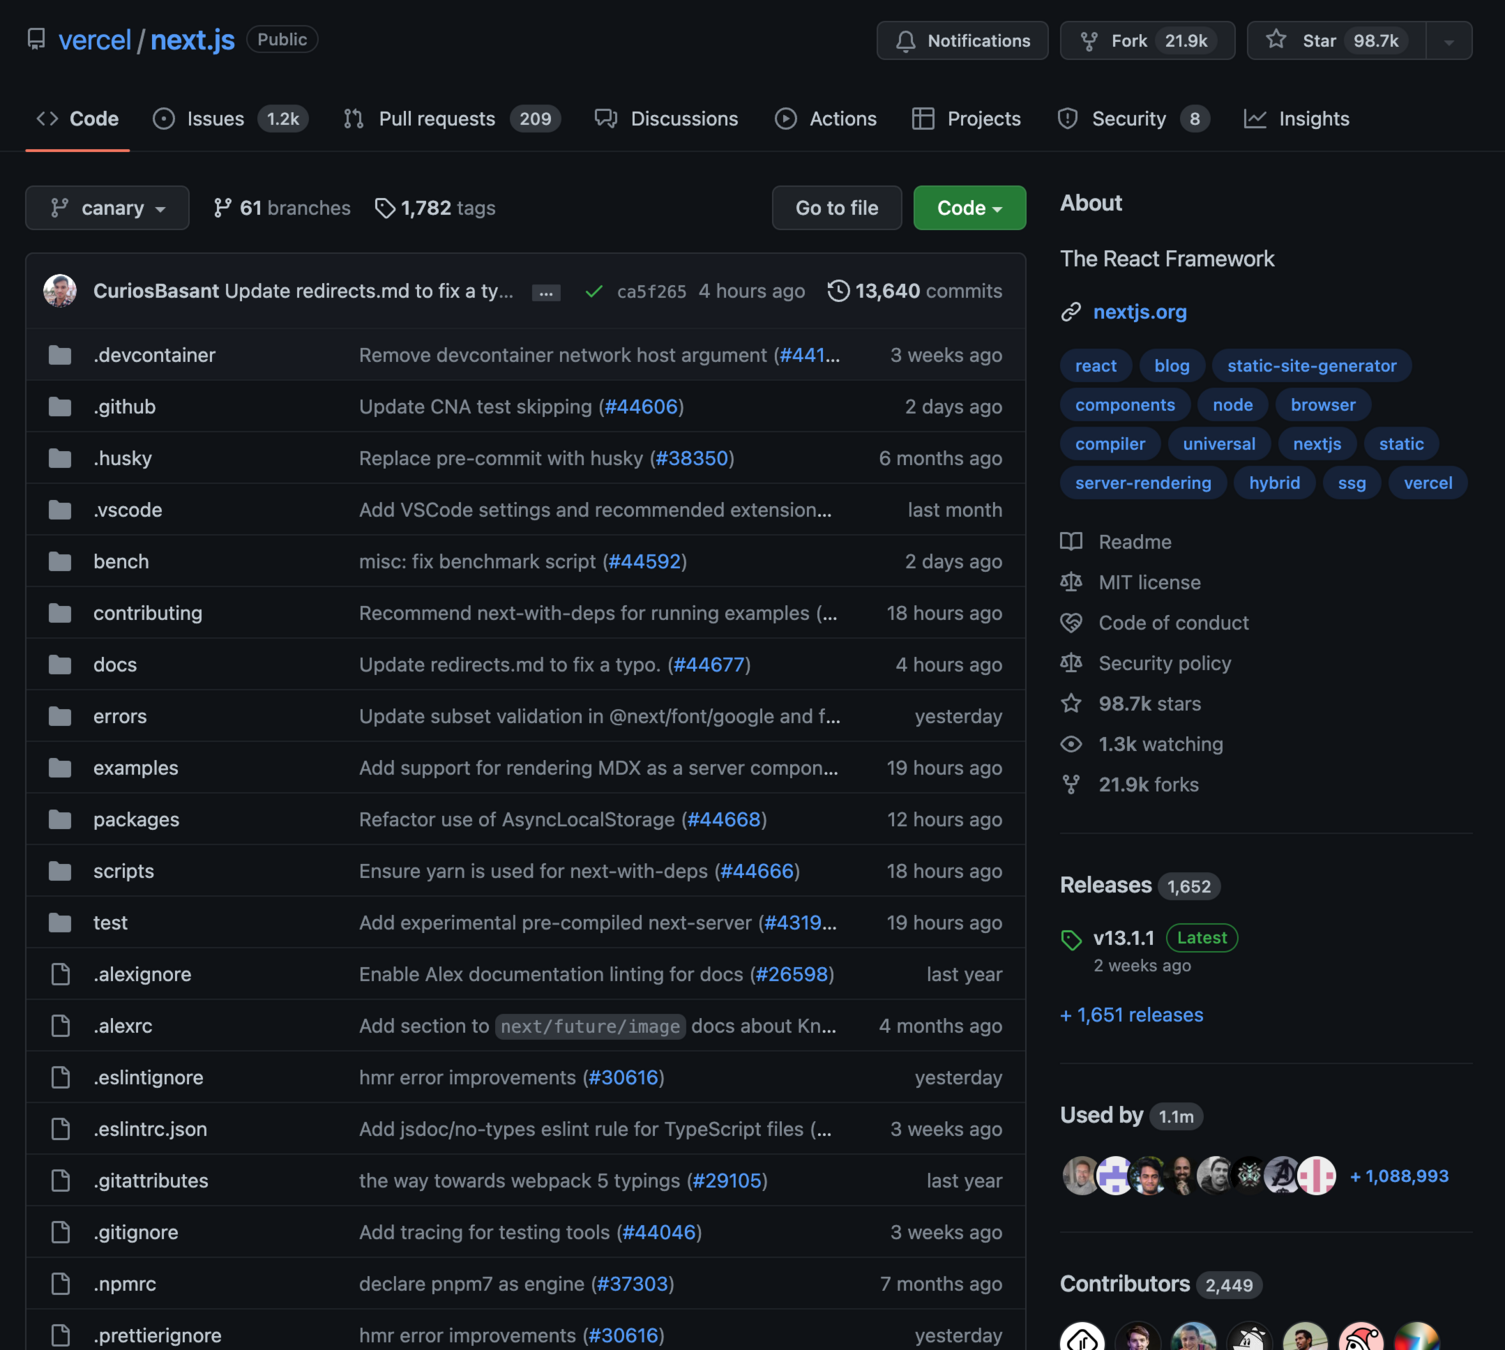 vercel / next.js Public
Notifications Fork 21.9k Star 98.7k
Code Issues 1.2k Pull requests 209 Discussions Actions Projects Security 8 Insights
canary 61 branches 1,782 tags Go to file Code
CuriosBasant Update redirects.md to fix a ty... ... ca5f265 4 hours ago 13,640 commits
.devcontainer Remove devcontainer network host argument (#441... 3 weeks ago
.github Update CNA test skipping (#44606) 2 days ago
.husky Replace pre-commit with husky (#38350) 6 months ago
.vscode Add VSCode settings and recommended extension... last month
bench misc: fix benchmark script (#44592) 2 days ago
contributing Recommend next-with-deps for running examples (... 18 hours ago
docs Update redirects.md to fix a typo. (#44677) 4 hours ago
errors Update subset validation in @next/font/google and f... yesterday
examples Add support for rendering MDX as a server compon... 19 hours ago
packages Refactor use of AsyncLocalStorage (#44668) 12 hours ago
scripts Ensure yarn is used for next-with-deps (#44666) 18 hours ago
test Add experimental pre-compiled next-server (#4319... 19 hours ago
.alexignore Enable Alex documentation linting for docs (#26598) last year
.alexrc Add section to next/future/image docs about Kn... 4 months ago
.eslintignore hmr error improvements (#30616) yesterday
.eslintrc.json Add jsdoc/no-types eslint rule for TypeScript files (... 3 weeks ago
.gitattributes the way towards webpack 5 typings (#29105) last year
.gitignore Add tracing for testing tools (#44046) 3 weeks ago
.npmrc declare pnpm7 as engine (#37303) 7 months ago
.prettierignore hmr error improvements (#30616) yesterday
About
The React Framework
nextjs.org
react blog static-site-generator
components node browser
compiler universal nextjs static
server-rendering hybrid ssg vercel
Readme
MIT license
Code of conduct
Security policy
98.7k stars
1.3k watching
21.9k forks
Releases 1,652
v13.1.1 Latest
2 weeks ago
+ 1,651 releases
Used by 1.1m
+ 1,088,993
Contributors 2,449